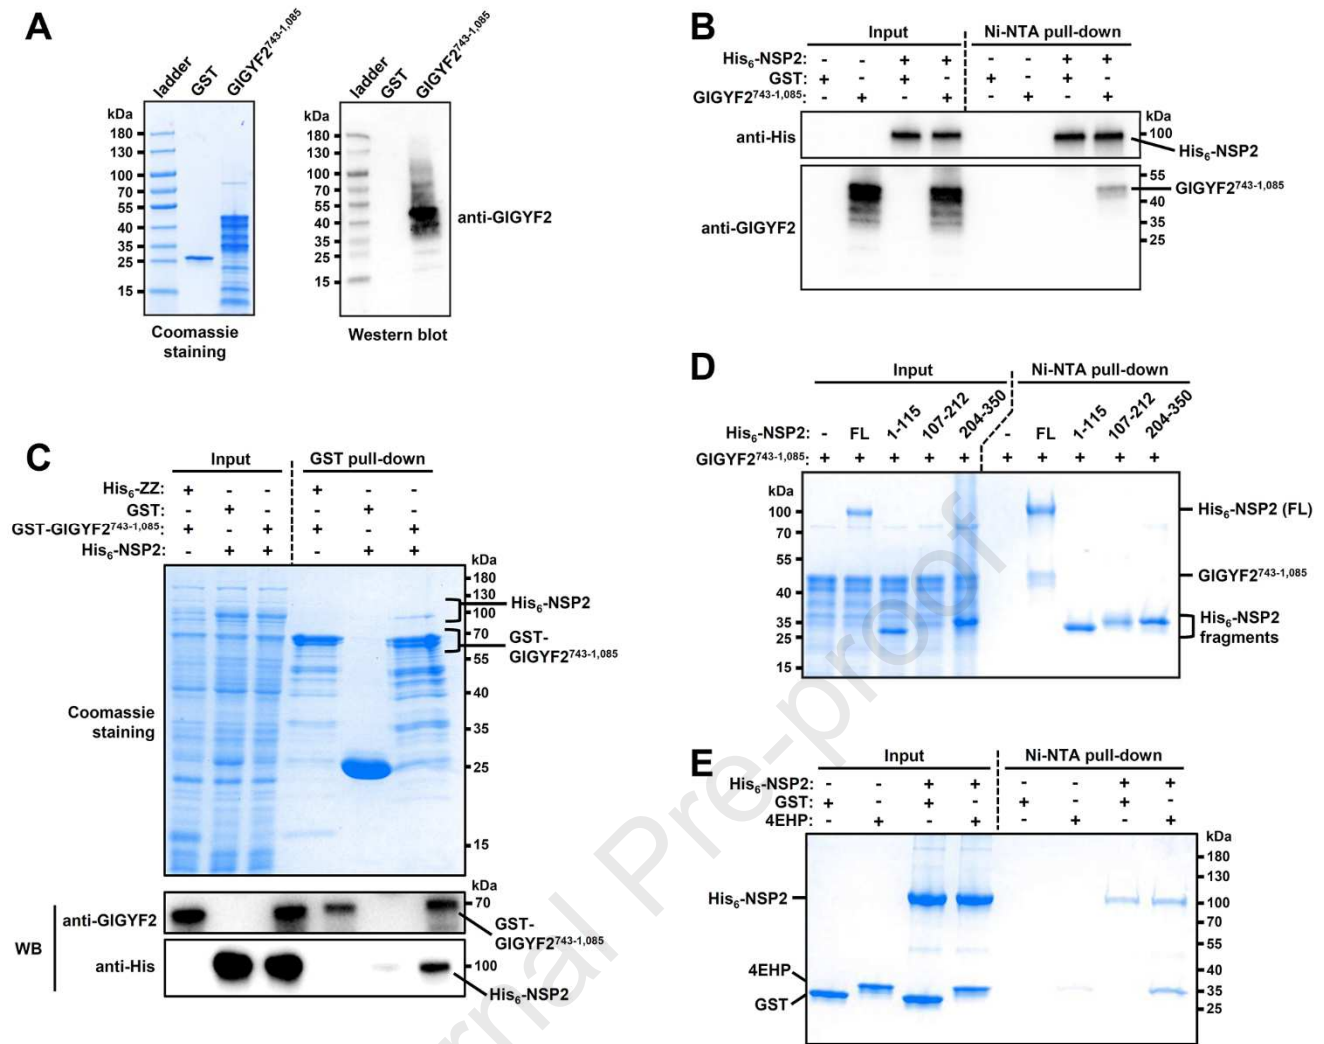 A
ladder
GST
GIGYF2743-1,085
kDa
180
130
100
70
55
40
35
25
15
Coomassie
staining
ladder
GST
GIGYF2743-1,085
kDa
180
130
100
70
55
40
35
25
15
anti-GIGYF2
Western blot
B
Input
Ni-NTA pull-down
His6-NSP2: - - + + - - + +
GST: + - + - + - + -
GIGYF2743-1,085: - + - + - + - +
kDa
anti-His
100
His6-NSP2
anti-GIGYF2
55
40
35
25
GIGYF2743-1,085
C
Input
GST pull-down
His6-ZZ: + - - + - -
GST: - + - - + -
GST-GIGYF2743-1,085: + - + + - +
His6-NSP2: - + + - + +
kDa
180
130
100
70
55
40
35
25
15
His6-NSP2
GST-
GIGYF2743-1,085
Coomassie
staining
WB
kDa
anti-GIGYF2
70
GST-
GIGYF2743-1,085
anti-His
100
His6-NSP2
D
Input
Ni-NTA pull-down
His6-NSP2: - FL 1-115 107-212 204-350 - FL 1-115 107-212 204-350
GIGYF2743-1,085: + + + + + + + + + +
kDa
100
70
55
40
35
25
15
His6-NSP2 (FL)
GIGYF2743-1,085
His6-NSP2
fragments
E
Input
Ni-NTA pull-down
His6-NSP2: - - + + - - + +
GST: + - + - + - + -
4EHP: - + - + - + - +
kDa
180
130
100
70
55
40
35
25
His6-NSP2
4EHP
GST
rnal Pre-proof